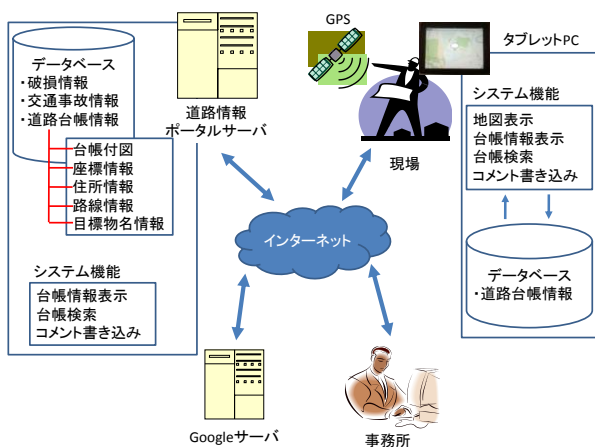 データベース
・破損情報
・交通事故情報
・道路台帳情報
台帳付図
座標情報
住所情報
路線情報
目標物名情報
道路情報
ポータルサーバ
システム機能
台帳情報表示
台帳検索
コメント書き込み
GPS
現場
タブレットPC
システム機能
地図表示
台帳情報表示
台帳検索
コメント書き込み
データベース
・道路台帳情報
インターネット
Googleサーバ
事務所